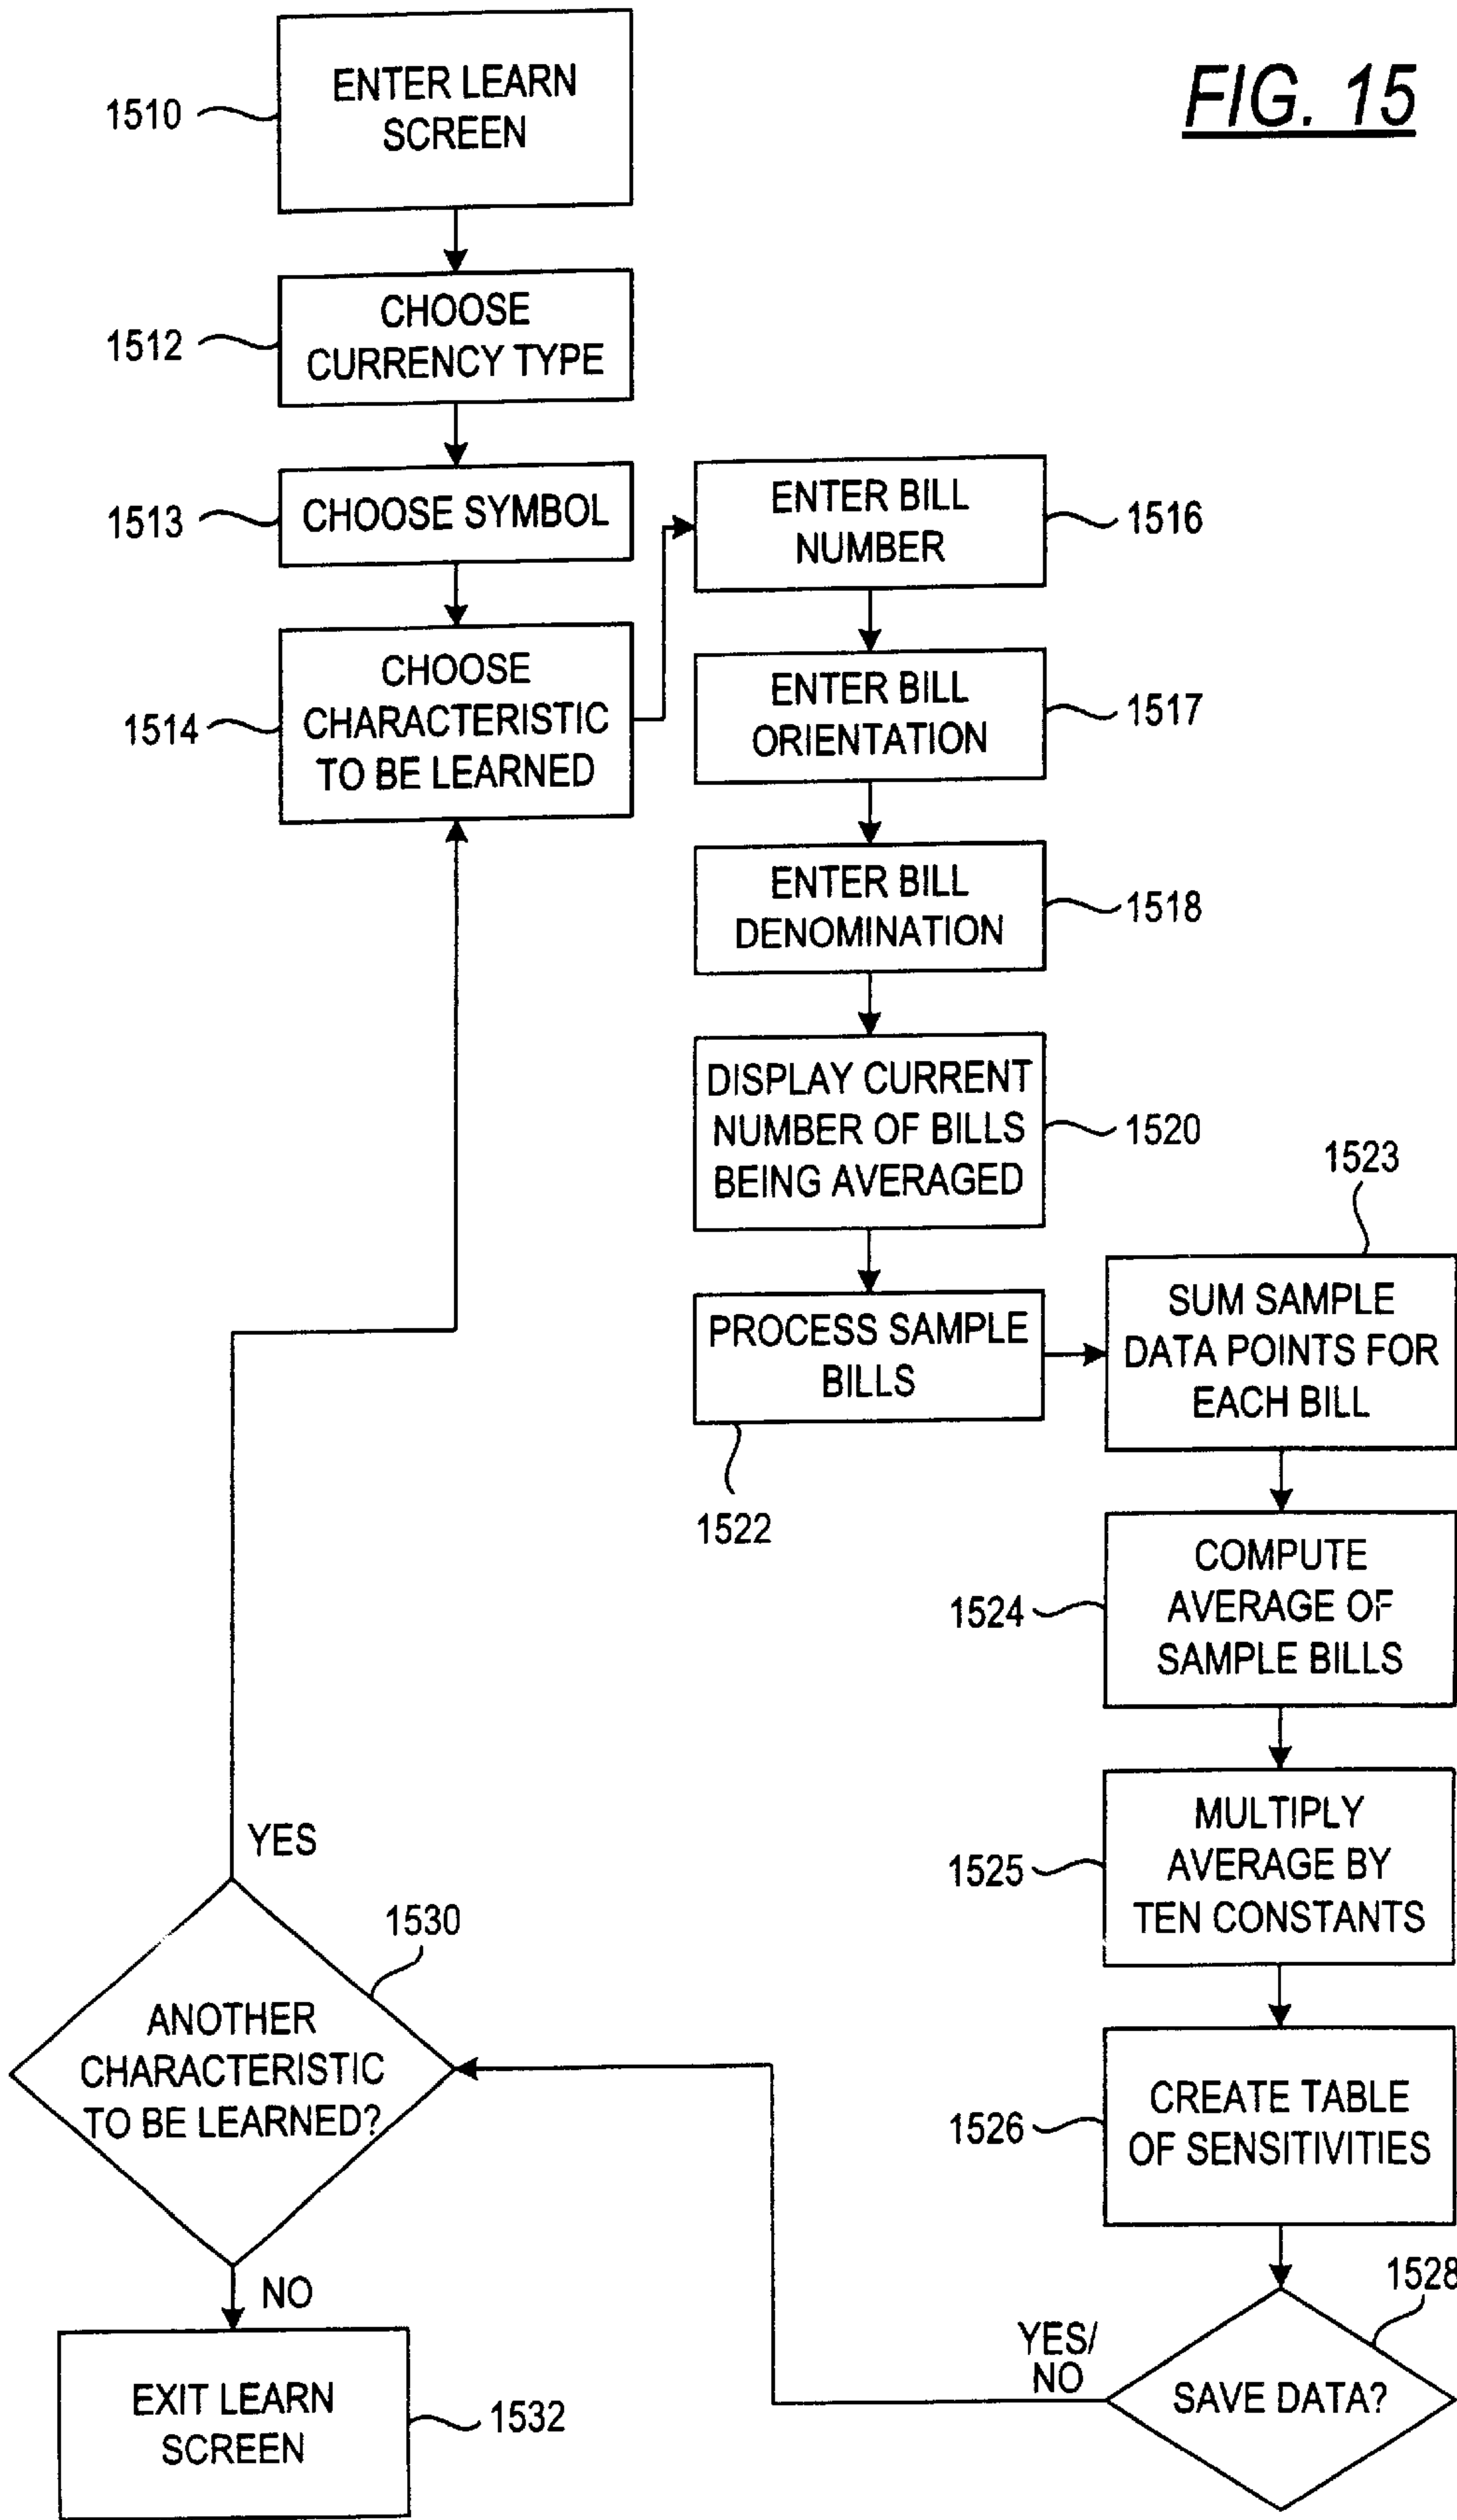 FIG. 15
1510
ENTER LEARN
SCREEN
1512
CHOOSE
CURRENCY TYPE
1513
CHOOSE SYMBOL
1514
CHOOSE
CHARACTERISTIC
TO BE LEARNED
ENTER BILL
NUMBER
1516
ENTER BILL
ORIENTATION
1517
ENTER BILL
DENOMINATION
1518
DISPLAY CURRENT
NUMBER OF BILLS
BEING AVERAGED
1520
PROCESS SAMPLE
BILLS
1522
1523
SUM SAMPLE
DATA POINTS FOR
EACH BILL
1524
COMPUTE
AVERAGE OF
SAMPLE BILLS
1525
MULTIPLY
AVERAGE BY
TEN CONSTANTS
1526
CREATE TABLE
OF SENSITIVITIES
1528
SAVE DATA?
YES/
NO
1530
ANOTHER
CHARACTERISTIC
TO BE LEARNED?
YES
NO
EXIT LEARN
SCREEN
1532